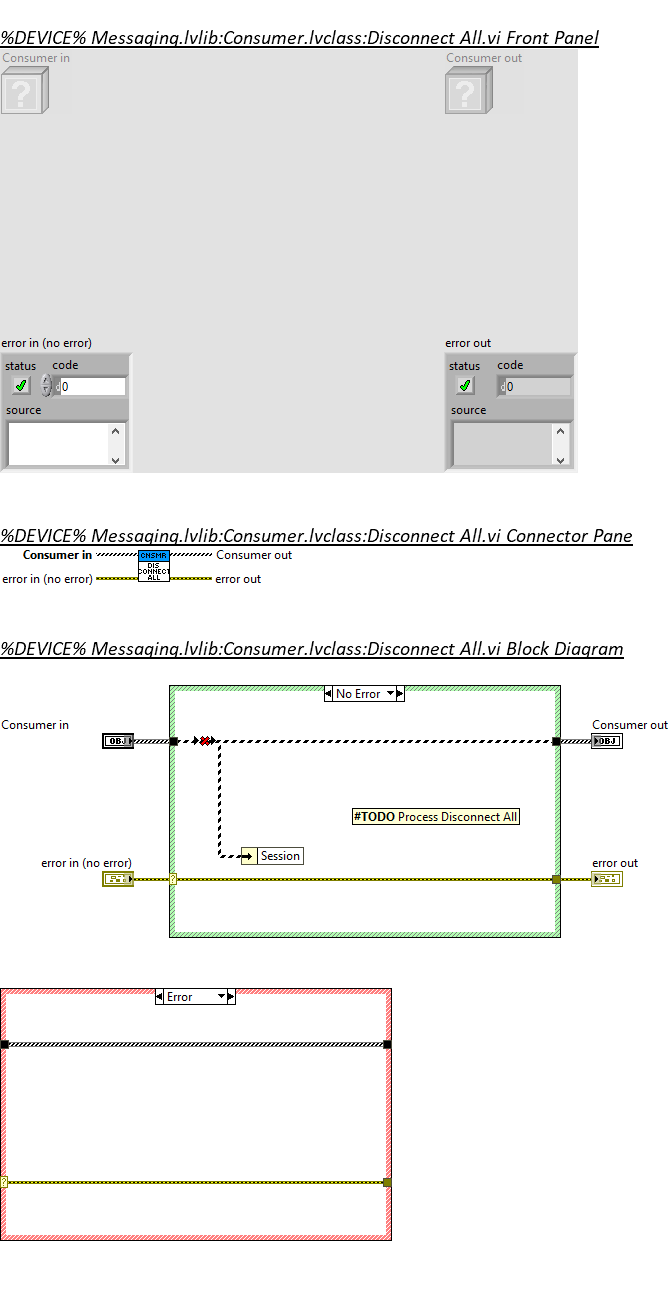 %DEVICE% Messaging.lvlib:Consumer.lvclass:Disconnect All.vi Front Panel
Consumer in
Consumer out
?
?
error in (no error)
error out
status code
status code
d0
d0
source
source
%DEVICE% Messaging.lvlib:Consumer.lvclass:Disconnect All.vi Connector Pane
Consumer in
CNSMR
Consumer out
DIS
CONNECT
ALL
error in (no error)
error out
%DEVICE% Messaging.lvlib:Consumer.lvclass:Disconnect All.vi Block Diagram
No Error
Consumer in
Consumer out
OBJ
OBJ
#TODO Process Disconnect All
Session
error in (no error)
error out
?
Error
?